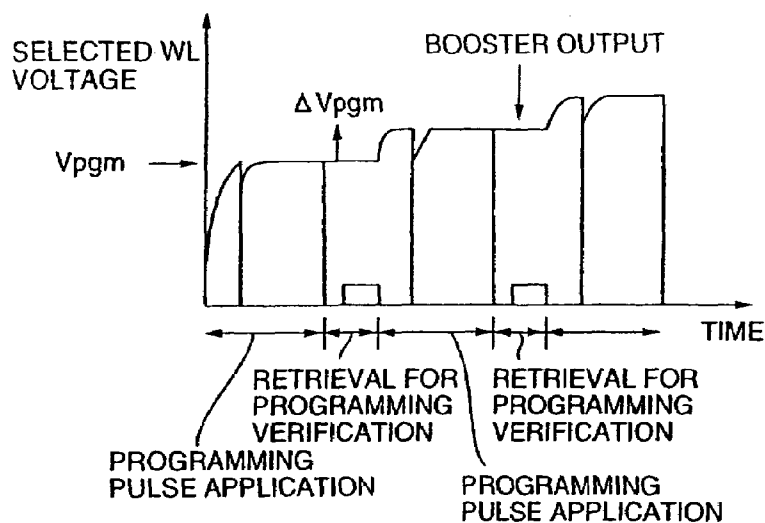 SELECTED WL
VOLTAGE
BOOSTER OUTPUT
Δ Vpgm
Vpgm
TIME
RETRIEVAL FOR
PROGRAMMING
VERIFICATION
RETRIEVAL FOR
PROGRAMMING
VERIFICATION
PROGRAMMING
PULSE APPLICATION
PROGRAMMING
PULSE APPLICATION